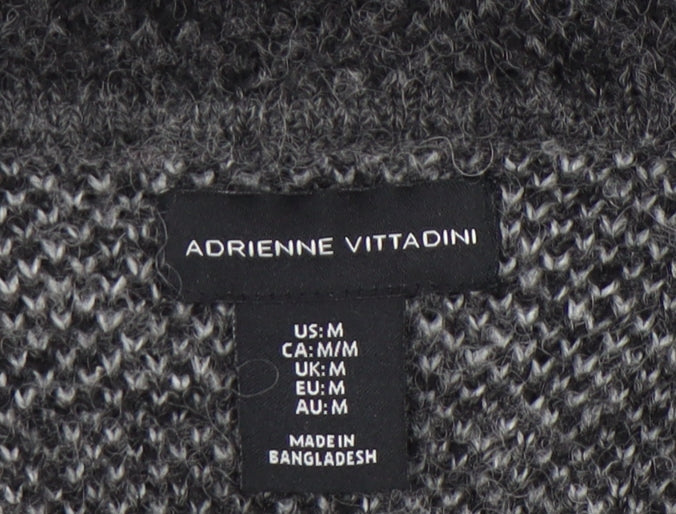 ADRIENNE VITTADINI
US: M
CA: M/M
UK: M
EU: M
AU: M
MADE IN
BANGLADESH